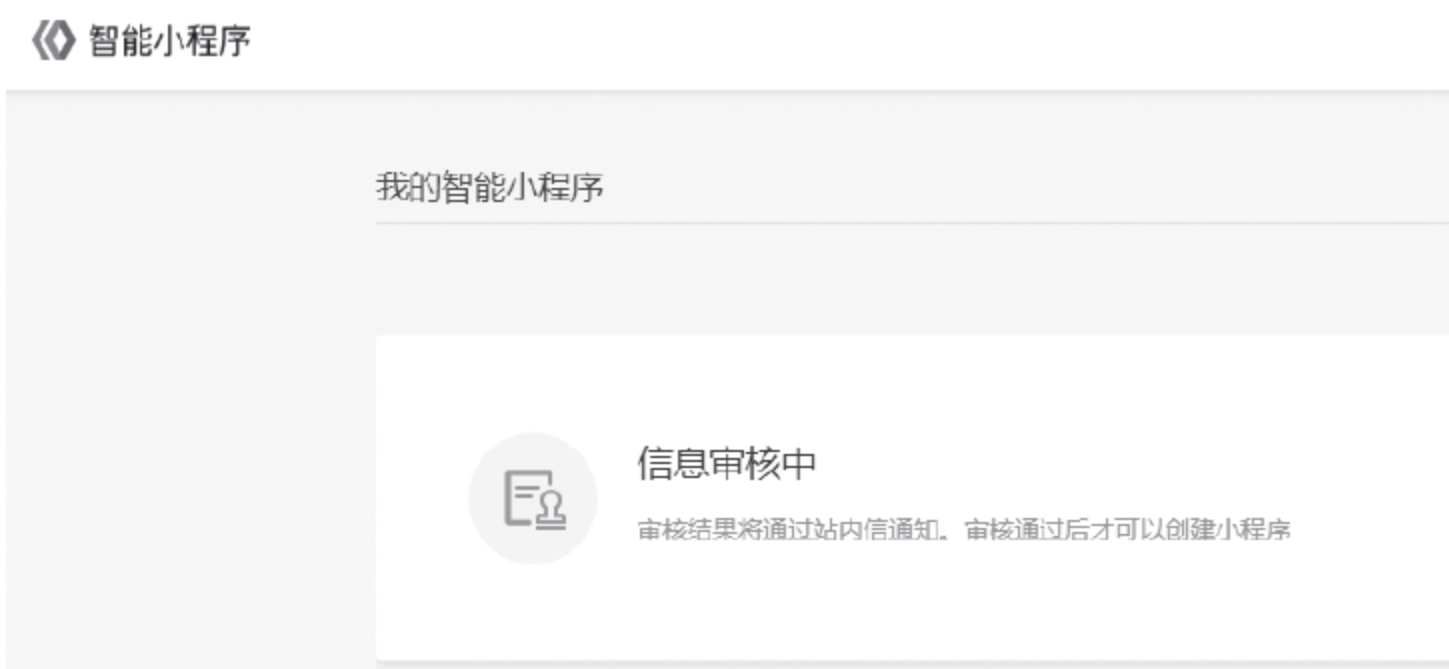 智能小程序
我的智能小程序
信息审核中
审核结果将通过站内信通知。审核通过后才可以创建小程序